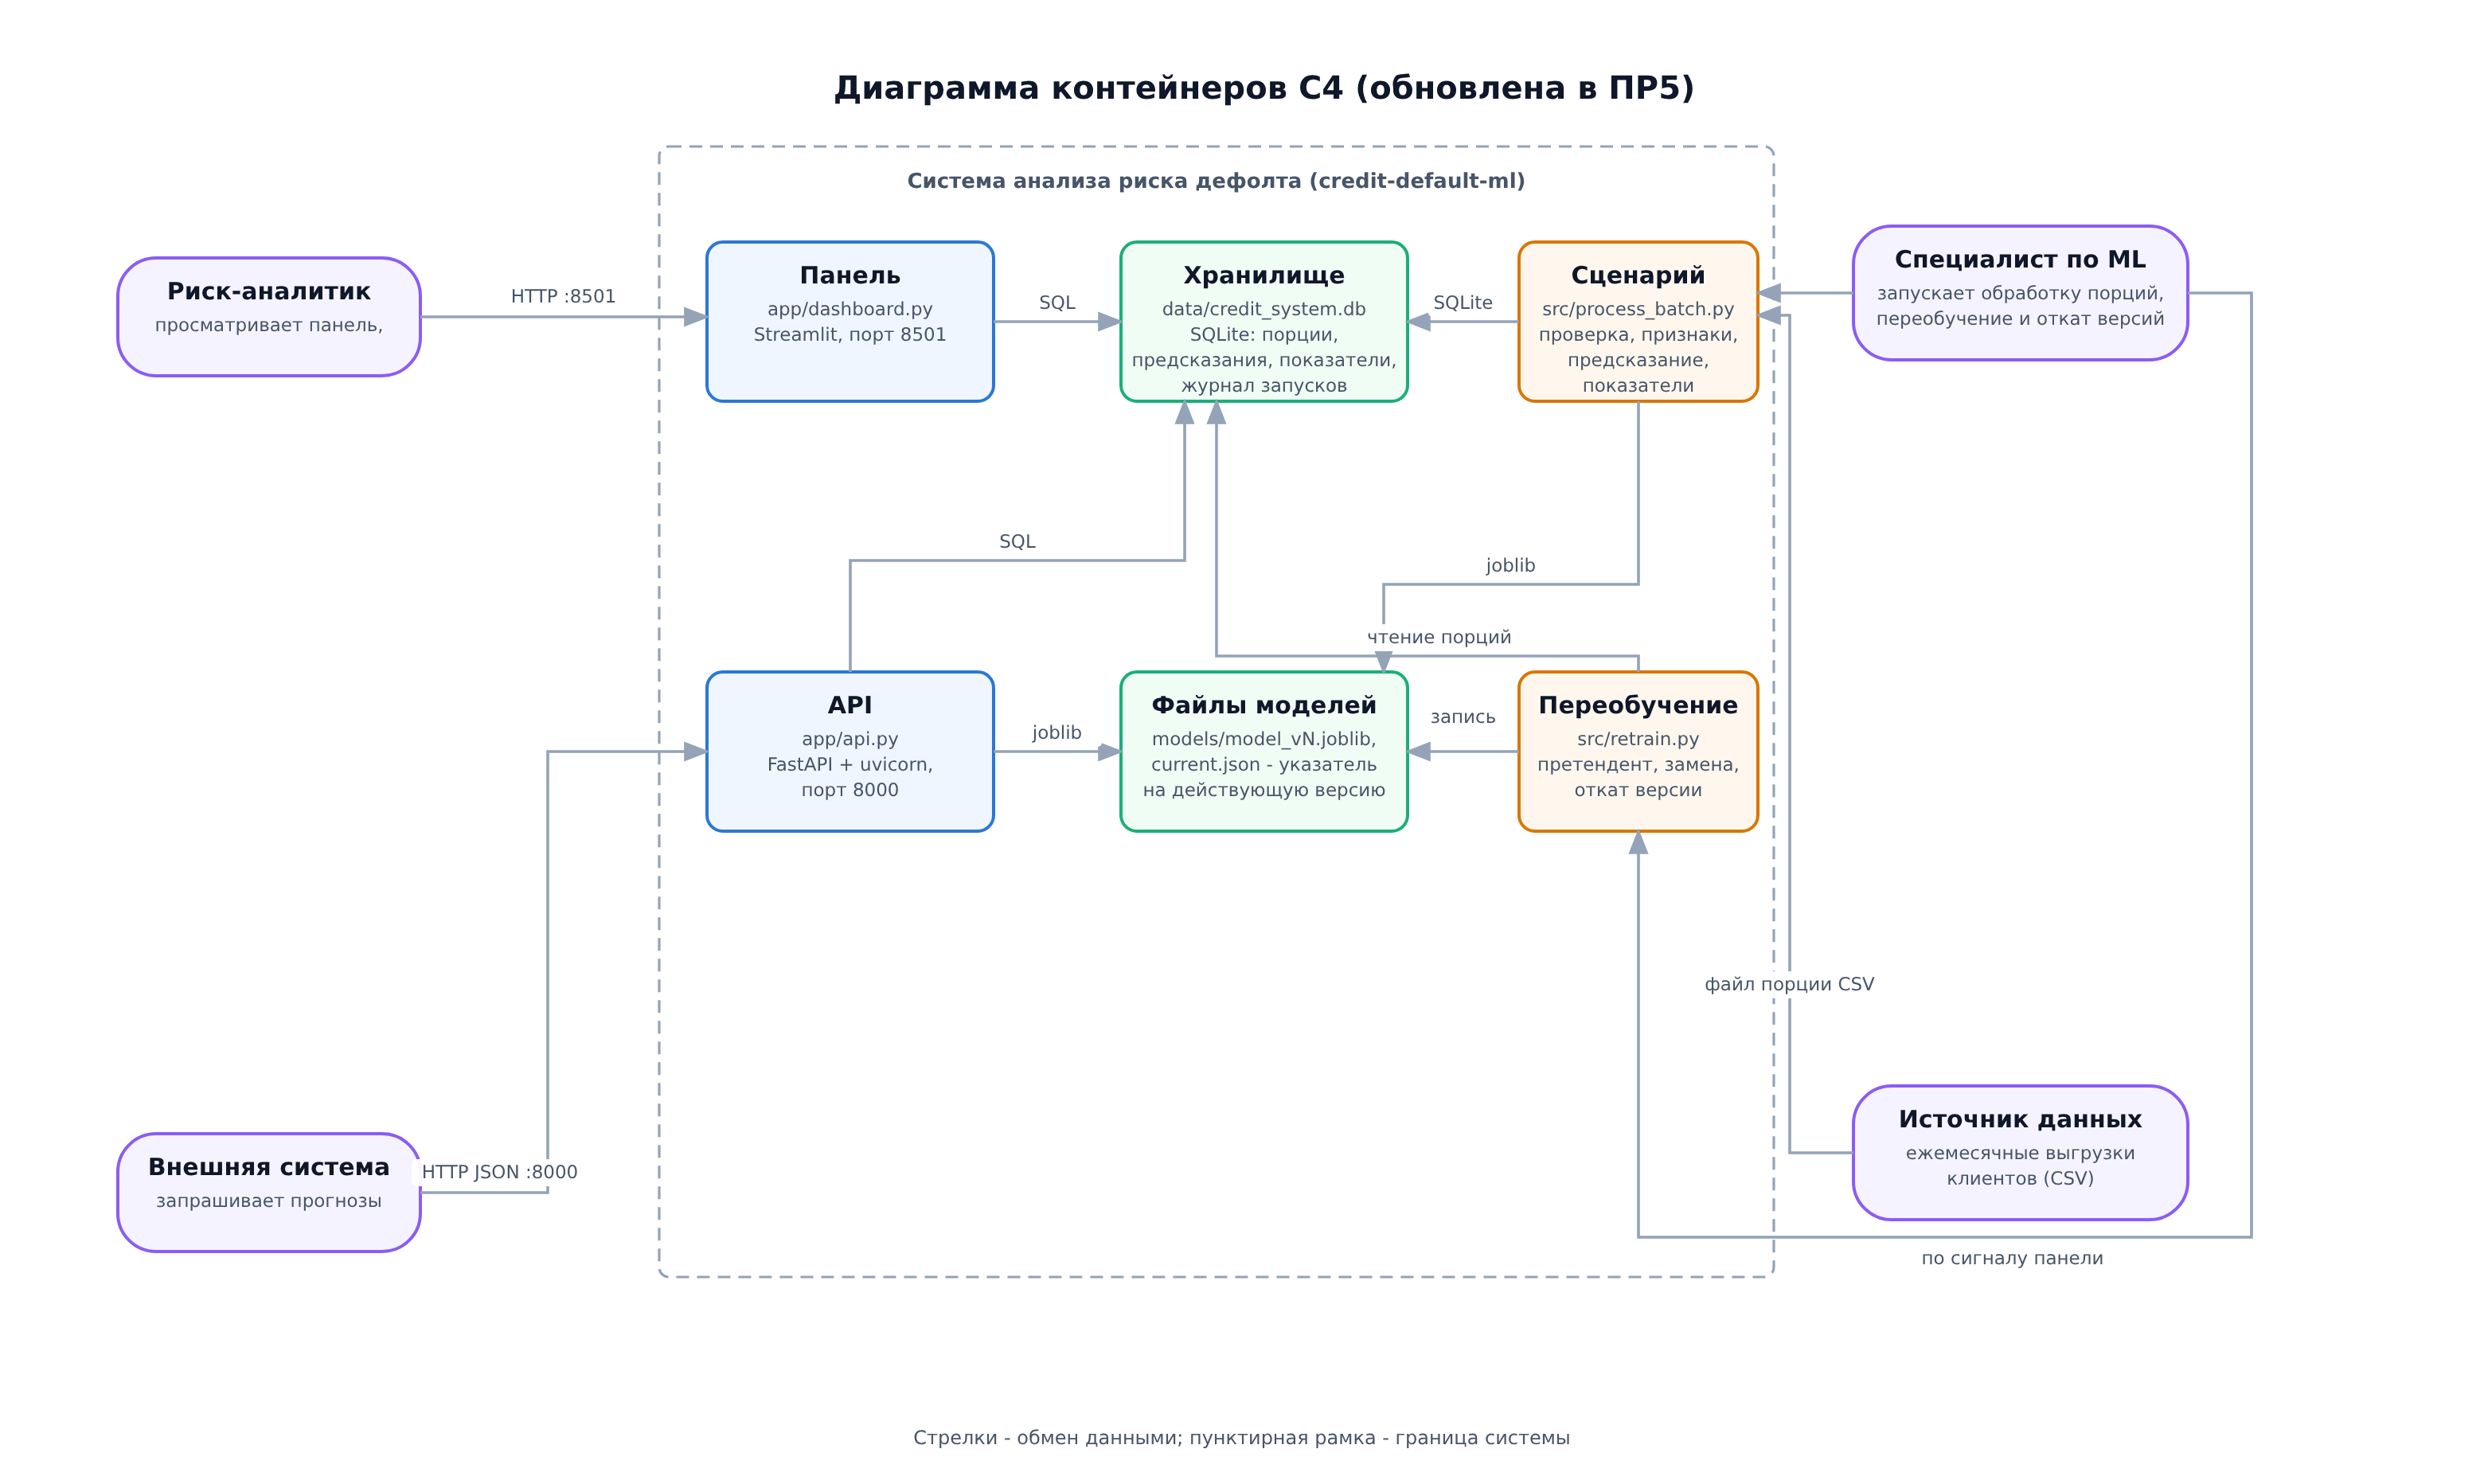 Диаграмма контейнеров C4 (обновлена в ПР5)
Система анализа риска дефолта (credit-default-ml)
Риск-аналитик
просматривает панель,
HTTP :8501
Панель
app/dashboard.py
Streamlit, порт 8501
SQL
Хранилище
data/credit_system.db
SQLite: порции,
предсказания, показатели,
журнал запусков
SQLite
Сценарий
src/process_batch.py
проверка, признаки,
предсказание,
показатели
Специалист по ML
запускает обработку порций,
переобучение и откат версий
SQL
joblib
чтение порций
API
app/api.py
FastAPI + uvicorn,
порт 8000
joblib
Файлы моделей
models/model_vN.joblib,
current.json - указатель
на действующую версию
запись
Переобучение
src/retrain.py
претендент, замена,
откат версии
файл порции CSV
Внешняя система
запрашивает прогнозы
HTTP JSON :8000
Источник данных
ежемесячные выгрузки
клиентов (CSV)
по сигналу панели
Стрелки - обмен данными; пунктирная рамка - граница системы